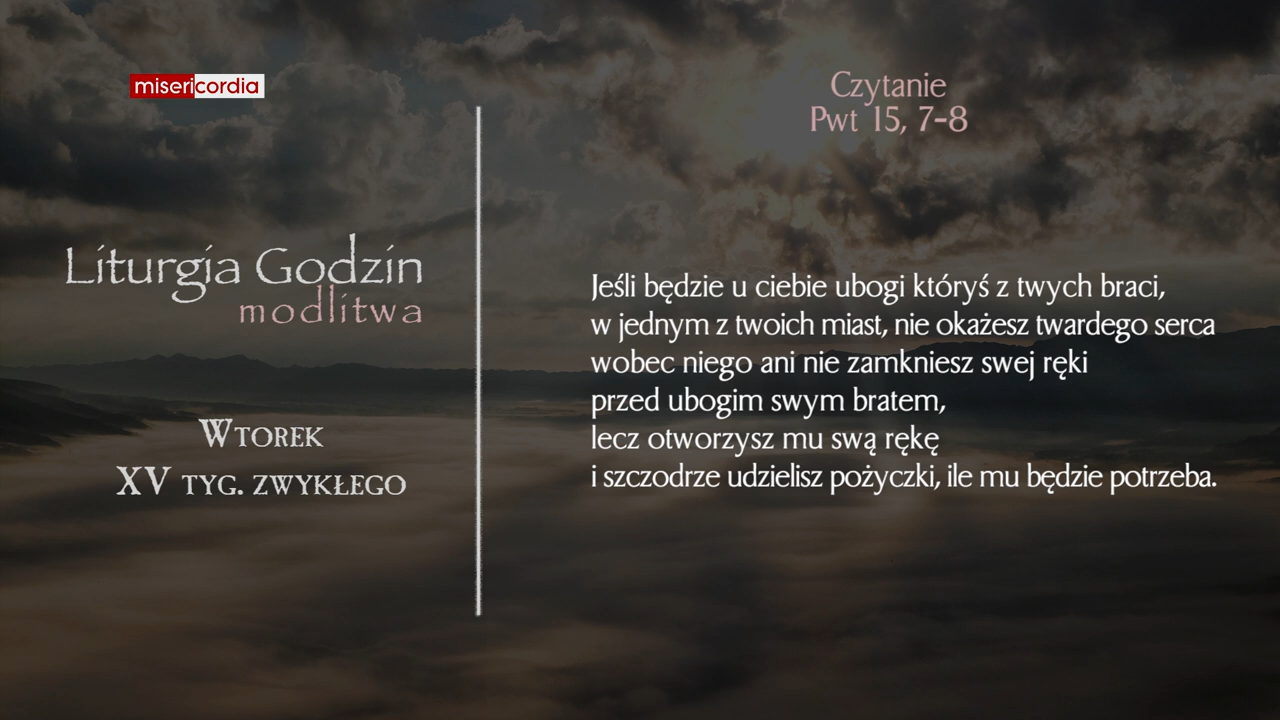 misericordia
Liturgia Godzin
modlitwa
Wtorek
XV tyg. zwykłego
Czytanie
Pwt 15, 7-8
Jeśli będzie u ciebie ubogi któryś z twych braci,
w jednym z twoich miast, nie okażesz twardego serca
wobec niego ani nie zamkniesz swej ręki
przed ubogim swym bratem,
lecz otworzysz mu swą rękę
i szczodrze udzielisz pożyczki, ile mu będzie potrzeba.